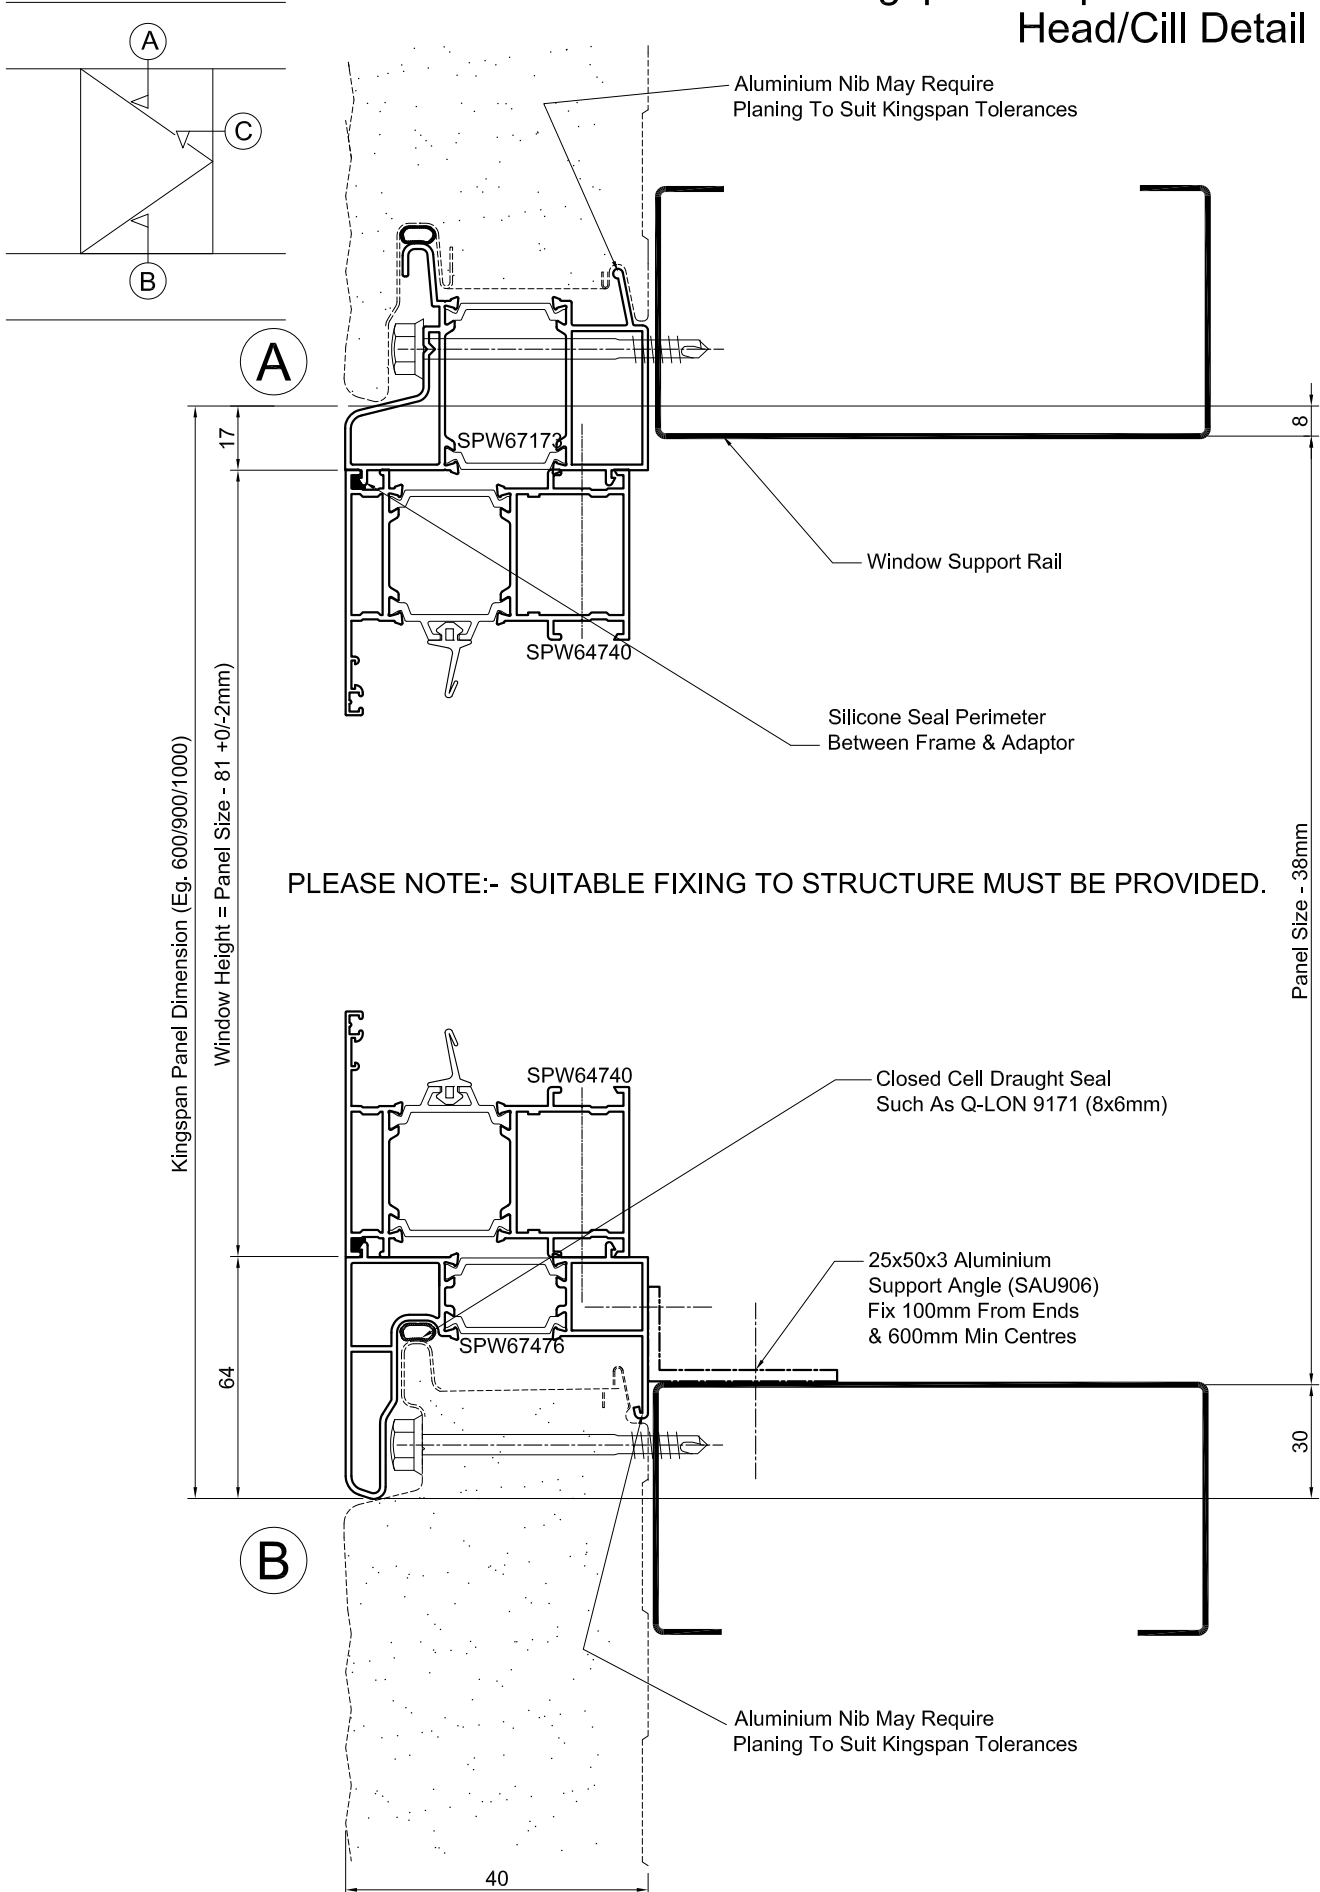 Head/Cill Detail
A
C
B
Aluminium Nib May Require
Planing To Suit Kingspan Tolerances
A
17
8
SPW67173
Window Support Rail
SPW64740
Silicone Seal Perimeter
Between Frame & Adaptor
Kingspan Panel Dimension (Eg. 600/900/1000)
Window Height = Panel Size - 81 +0/-2mm)
PLEASE NOTE:- SUITABLE FIXING TO STRUCTURE MUST BE PROVIDED.
Panel Size - 38mm
SPW64740
Closed Cell Draught Seal
Such As Q-LON 9171 (8x6mm)
25x50x3 Aluminium
Support Angle (SAU906)
Fix 100mm From Ends
& 600mm Min Centres
SPW67476
64
30
B
Aluminium Nib May Require
Planing To Suit Kingspan Tolerances
40